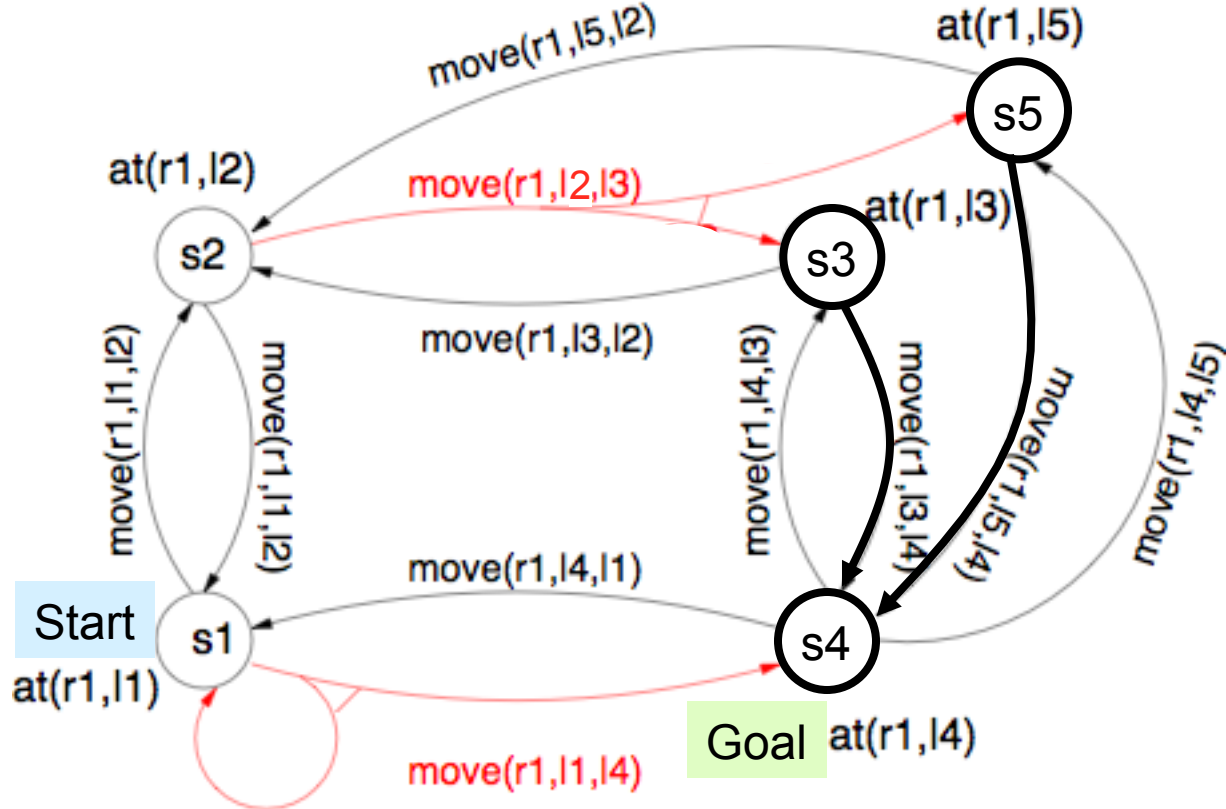 at(r1,l5)
move(r1,l5,l2)
s5
at(r1,l2)
move(r1,l2,l3)
at(r1,l3)
s2
s3
move(r1,l3,l2)
move(r1,l1,l2)
move(r1,l1,l2)
move(r1,l4,l3)
move(r1,l3,l4)
move(r1,l5,l4)
move(r1,l4,l5)
move(r1,l4,l1)
Start
s1
s4
at(r1,l1)
Goal
at(r1,l4)
move(r1,l1,l4)